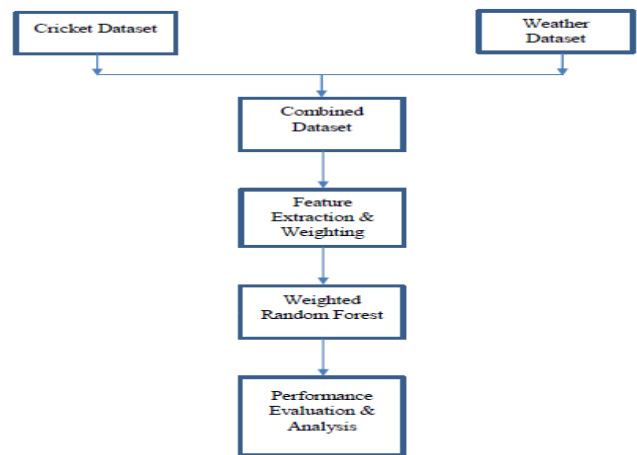 Cricket Dataset
Weather
Dataset
Combined
Dataset
Feature
Extraction &
Weighting
Weighted
Random Forest
Performance
Evaluation &
Analysis